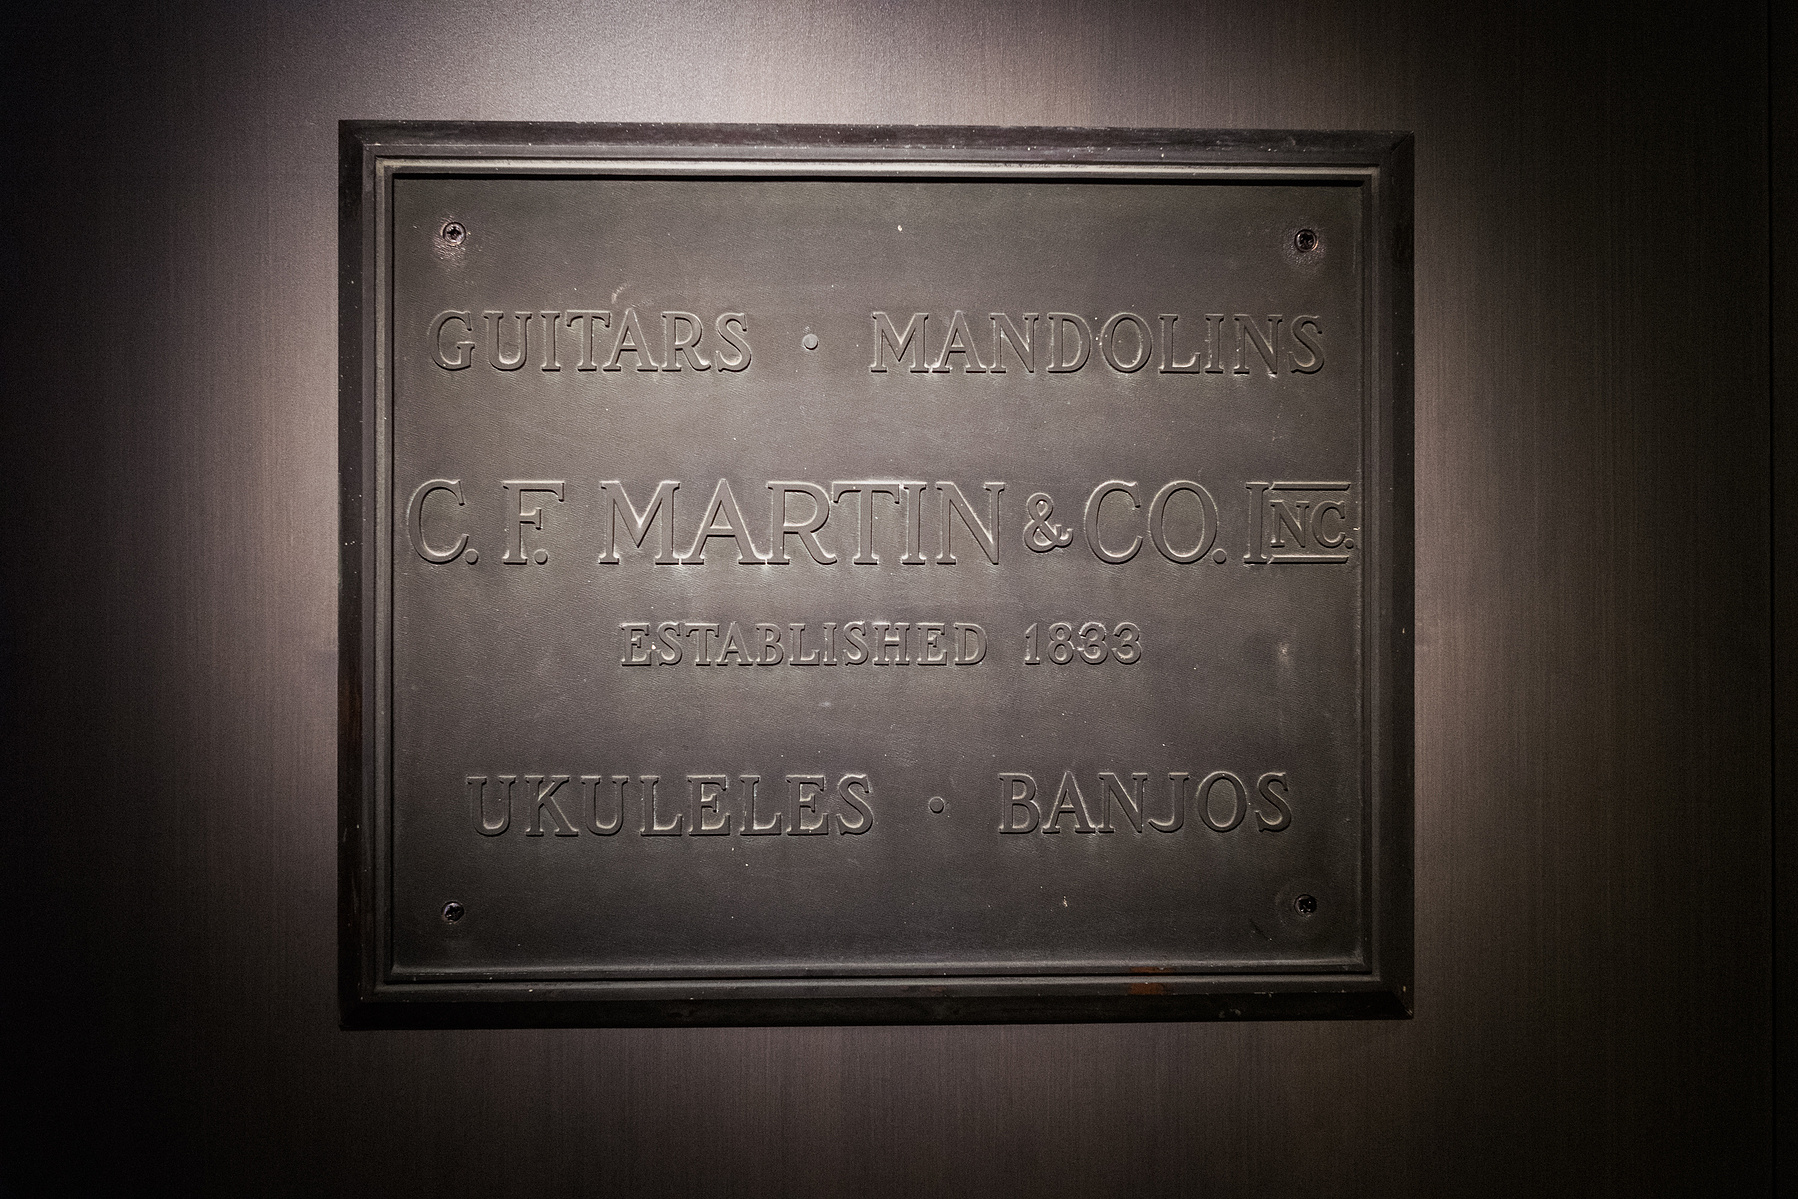 GUITARS · MANDOLINS
C. F. MARTIN & CO. INC.
ESTABLISHED 1833
UKULELES · BANJOS